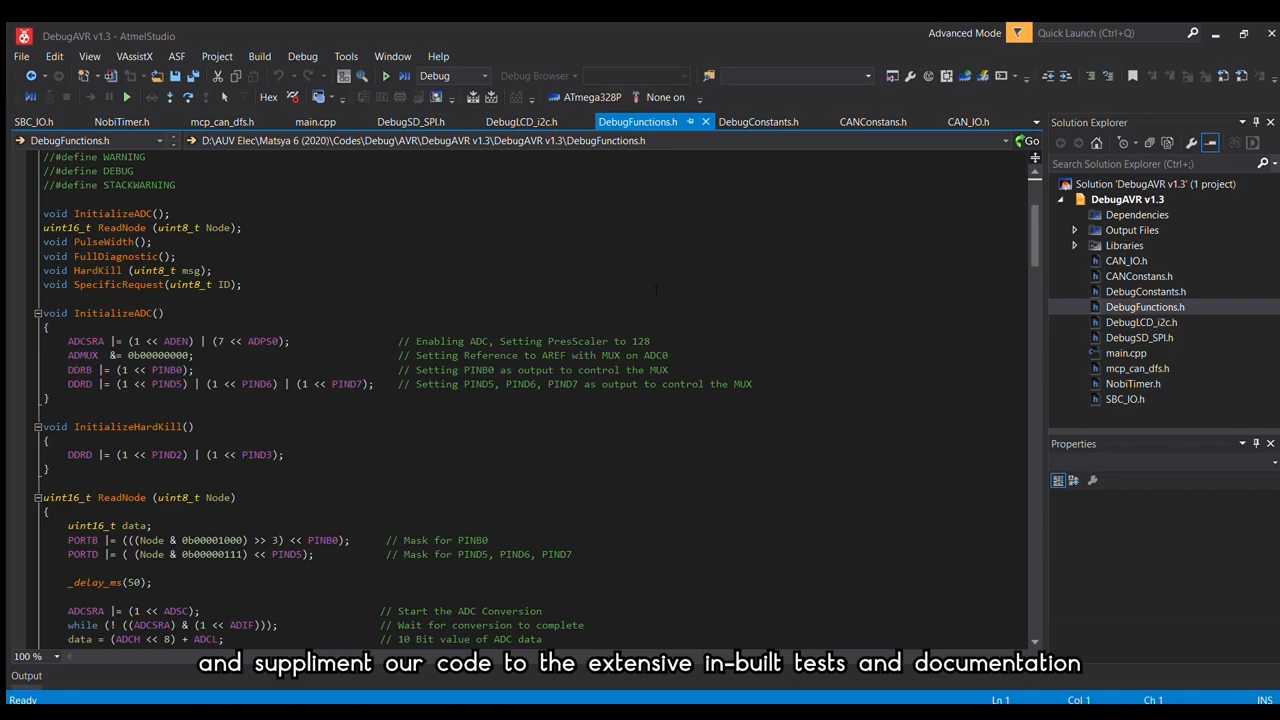 DebugAVR v1.3 - AtmelStudio
Advanced Mode
Quick Launch (Ctrl+Q)
File Edit View VAssistX ASF Project Build Debug Tools Window Help
Debug
Debug Browser
Hex
ATmega328P
None on
SBC_IO.h NobiTimer.h mcp_can_dfs.h main.cpp DebugSD_SPI.h DebugLCD_i2c.h DebugFunctions.h DebugConstants.h CANConstans.h CAN_IO.h
DebugFunctions.h
D:\AUV Elec\Matsya 6 (2020)\Codes\Debug\AVR\DebugAVR v1.3\DebugAVR v1.3\DebugFunctions.h
Go
//#define WARNING
//#define DEBUG
//#define STACKWARNING
void InitializeADC();
uint16_t ReadNode (uint8_t Node);
void PulseWidth();
void FullDiagnostic();
void HardKill (uint8_t msg);
void SpecificRequest(uint8_t ID);
void InitializeADC()
{
ADCSRA |= (1 << ADEN) | (7 << ADPS0); // Enabling ADC, Setting PresScaler to 128
ADMUX &= 0b00000000; // Setting Reference to AREF with MUX on ADC0
DDRB |= (1 << PINB0); // Setting PINB0 as output to control the MUX
DDRD |= (1 << PIND5) | (1 << PIND6) | (1 << PIND7); // Setting PIND5, PIND6, PIND7 as output to control the MUX
}
void InitializeHardKill()
{
DDRD |= (1 << PIND2) | (1 << PIND3);
}
uint16_t ReadNode (uint8_t Node)
{
uint16_t data;
PORTB |= (((Node & 0b00001000) >> 3) << PINB0); // Mask for PINB0
PORTD |= ( (Node & 0b00000111) << PIND5); // Mask for PIND5, PIND6, PIND7
_delay_ms(50);
ADCSRA |= (1 << ADSC); // Start the ADC Conversion
while (! ((ADCSRA) & (1 << ADIF))); // Wait for conversion to complete
data = (ADCH << 8) + ADCL; // 10 Bit value of ADC data
100 %
Solution Explorer
Search Solution Explorer (Ctrl+;)
Solution 'DebugAVR v1.3' (1 project)
DebugAVR v1.3
Dependencies
Output Files
Libraries
CAN_IO.h
CANConstans.h
DebugConstants.h
DebugFunctions.h
DebugLCD_i2c.h
DebugSD_SPI.h
main.cpp
mcp_can_dfs.h
NobiTimer.h
SBC_IO.h
Properties
and suppliment our code to the extensive in-built tests and documentation
Output
Ready
Ln 1 Col 1 Ch 1 INS